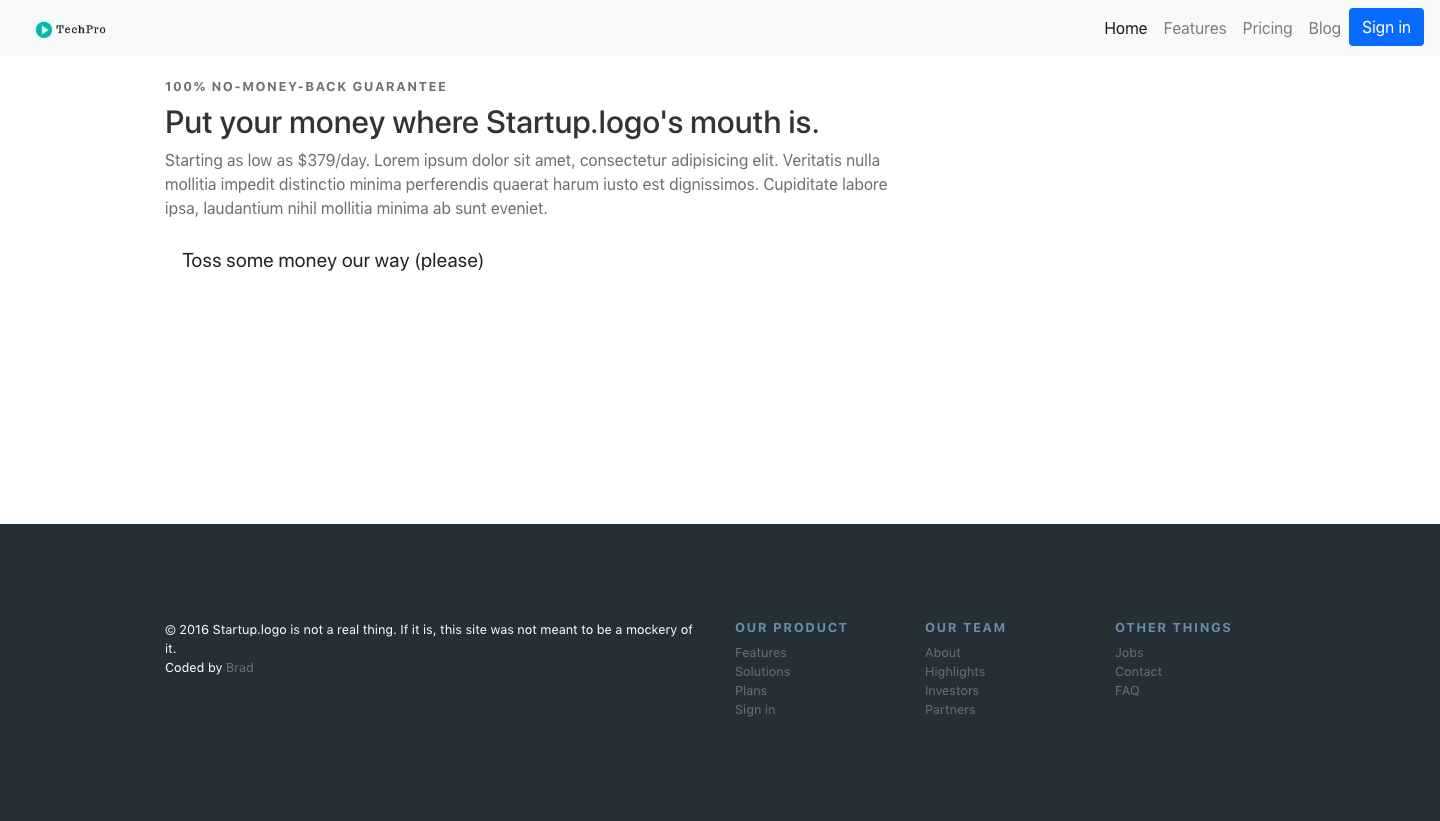 TechPro
Home Features Pricing Blog Sign in
100% NO-MONEY-BACK GUARANTEE
Put your money where Startup.logo's mouth is.
Starting as low as $379/day. Lorem ipsum dolor sit amet, consectetur adipisicing elit. Veritatis nulla
mollitia impedit distinctio minima perferendis quaerat harum iusto est dignissimos. Cupiditate labore
ipsa, laudantium nihil mollitia minima ab sunt eveniet.
Toss some money our way (please)
© 2016 Startup.logo is not a real thing. If it is, this site was not meant to be a mockery of
it.
Coded by Brad
OUR PRODUCT
Features
Solutions
Plans
Sign in
OUR TEAM
About
Highlights
Investors
Partners
OTHER THINGS
Jobs
Contact
FAQ